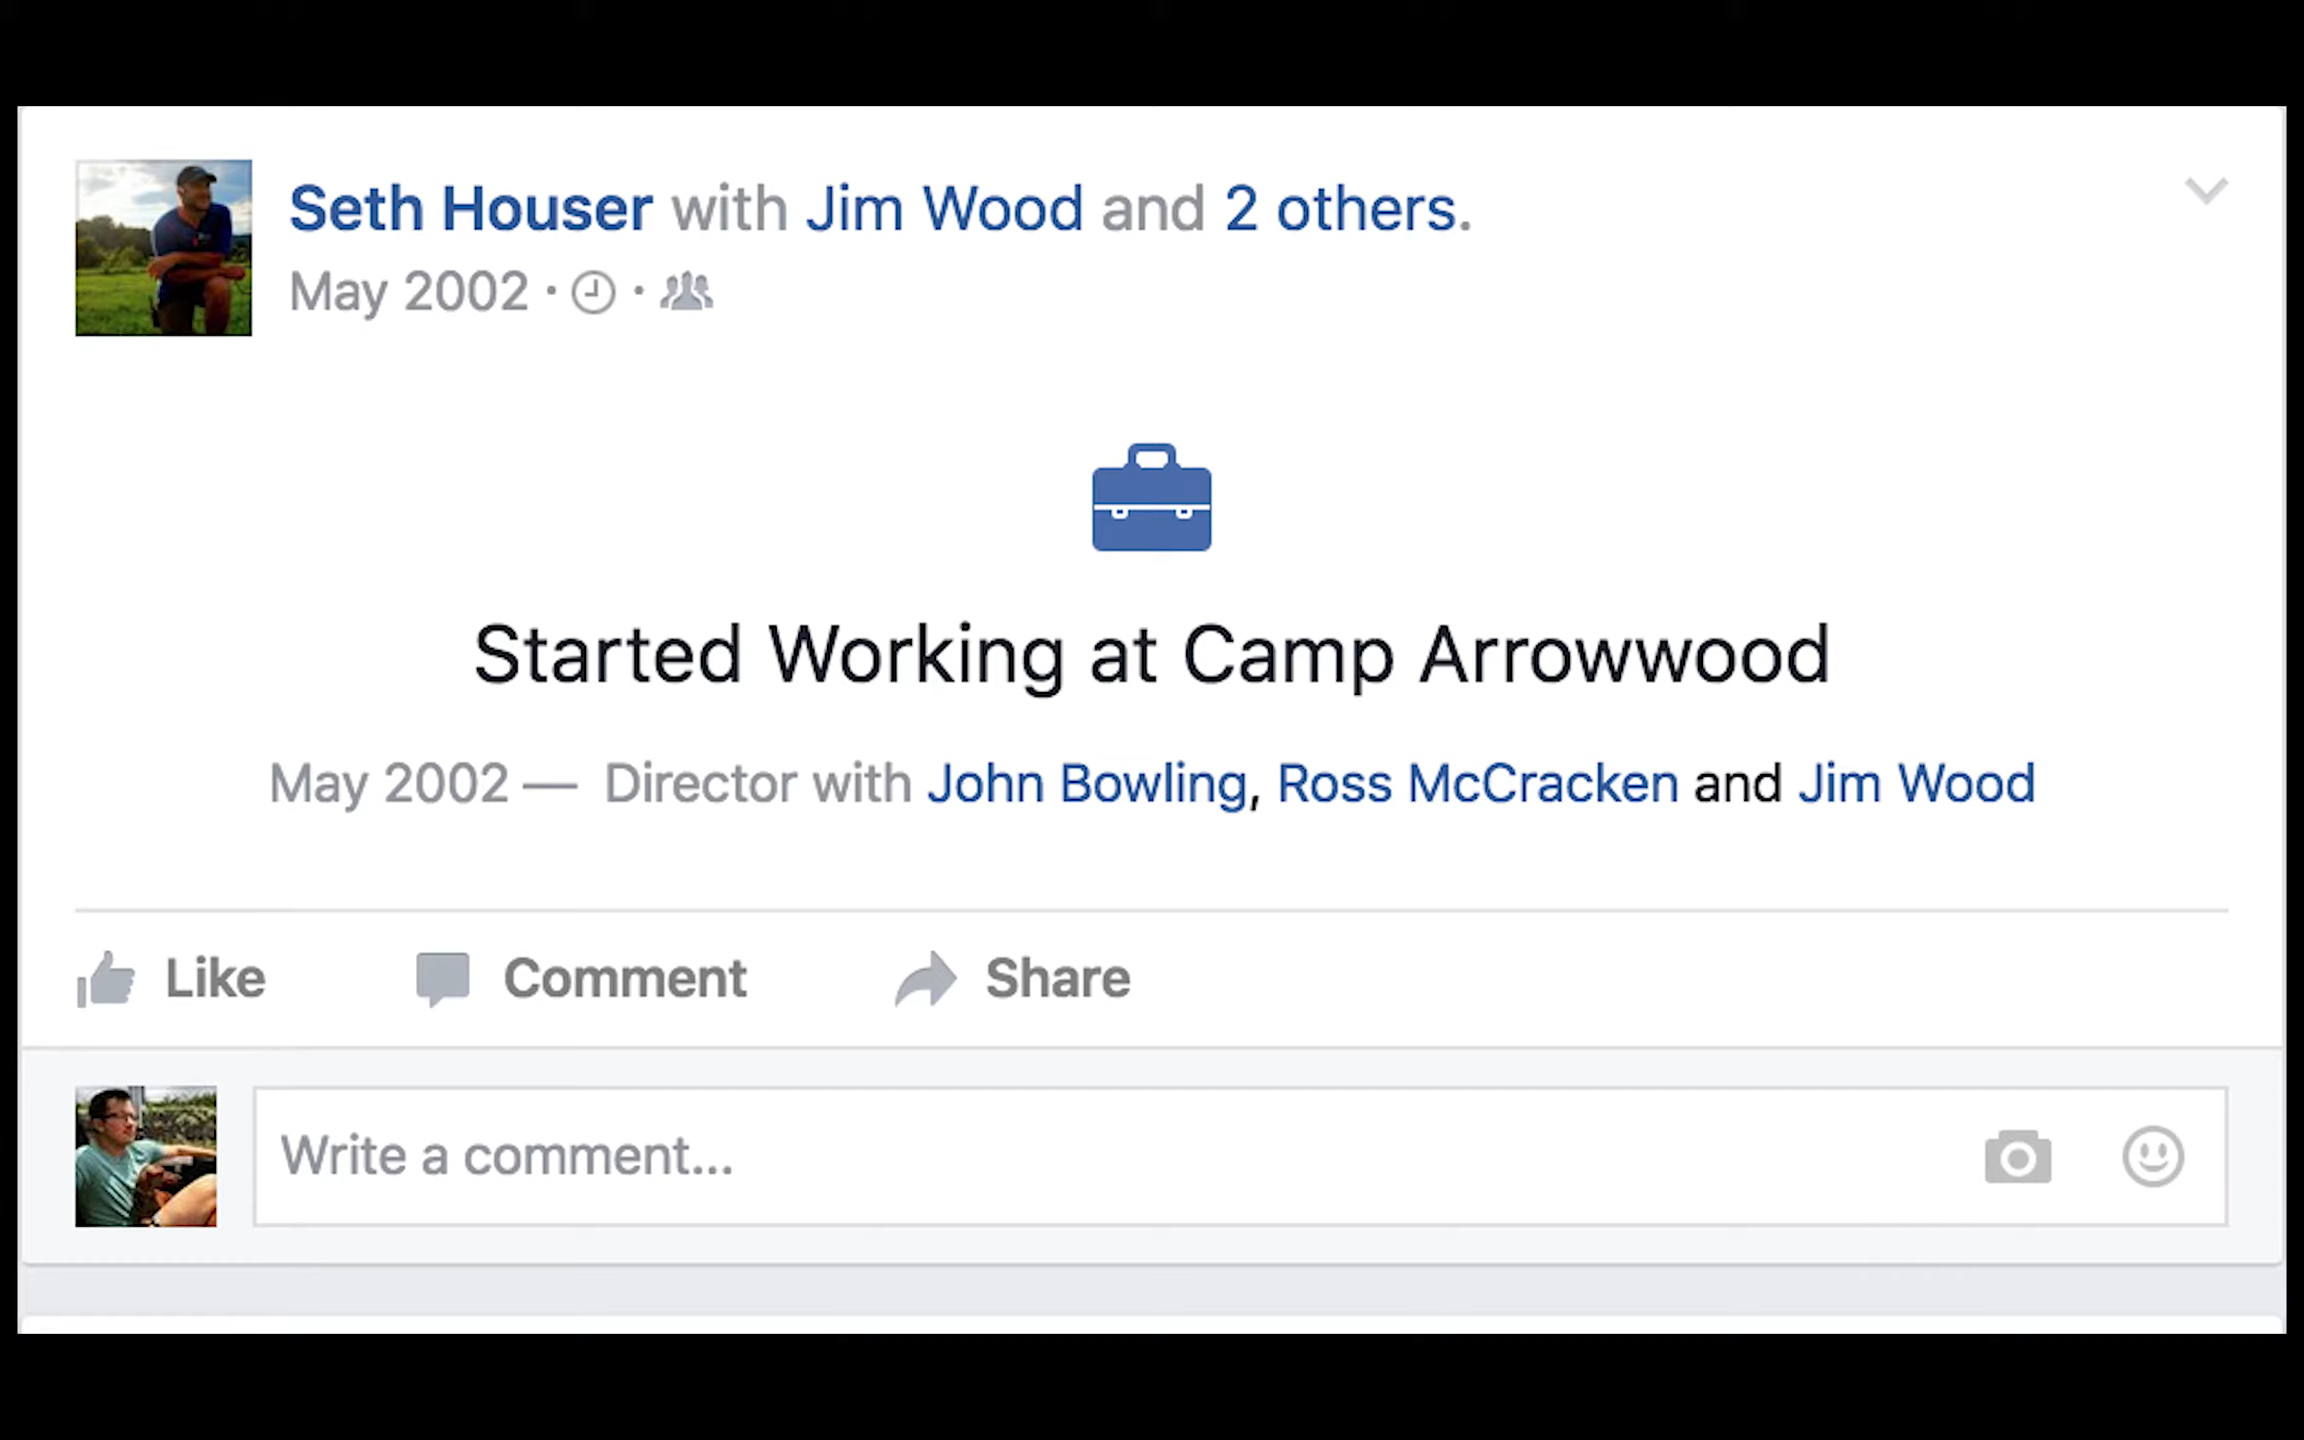 Seth Houser with Jim Wood and 2 others.
May 2002 · ·
Started Working at Camp Arrowwood
May 2002 — Director with John Bowling, Ross McCracken and Jim Wood
Like Comment Share
Write a comment...